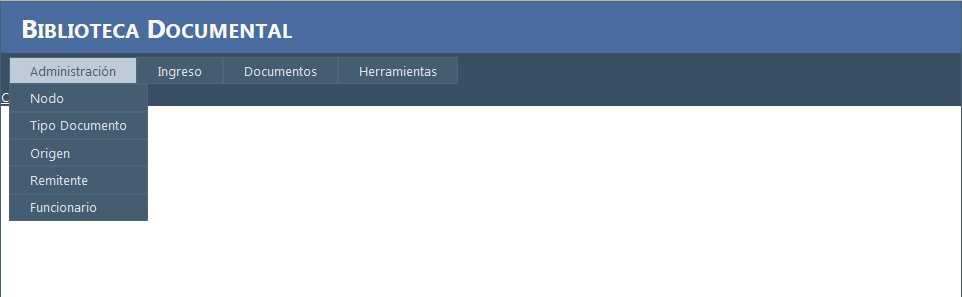 Biblioteca Documental
Administración Ingreso Documentos Herramientas
Nodo
Tipo Documento
Origen
Remitente
Funcionario